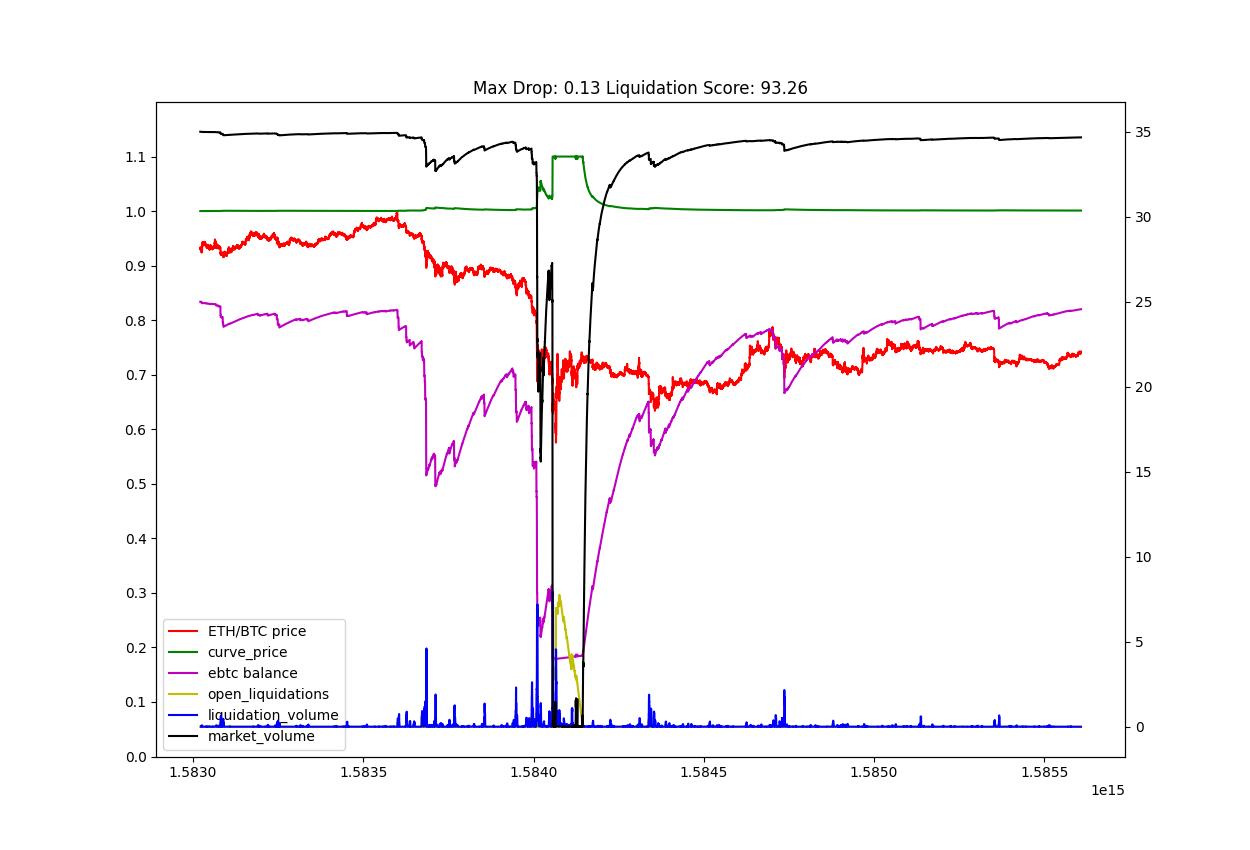 Max Drop: 0.13 Liquidation Score: 93.26
1.1
1.0
0.9
0.8
0.7
0.6
0.5
0.4
0.3
0.2
0.1
0.0
35
30
25
20
15
10
5
0
ETH/BTC price
curve_price
ebtc balance
open_liquidations
liquidation_volume
market_volume
1.5830 1.5835 1.5840 1.5845 1.5850 1.5855
1e15